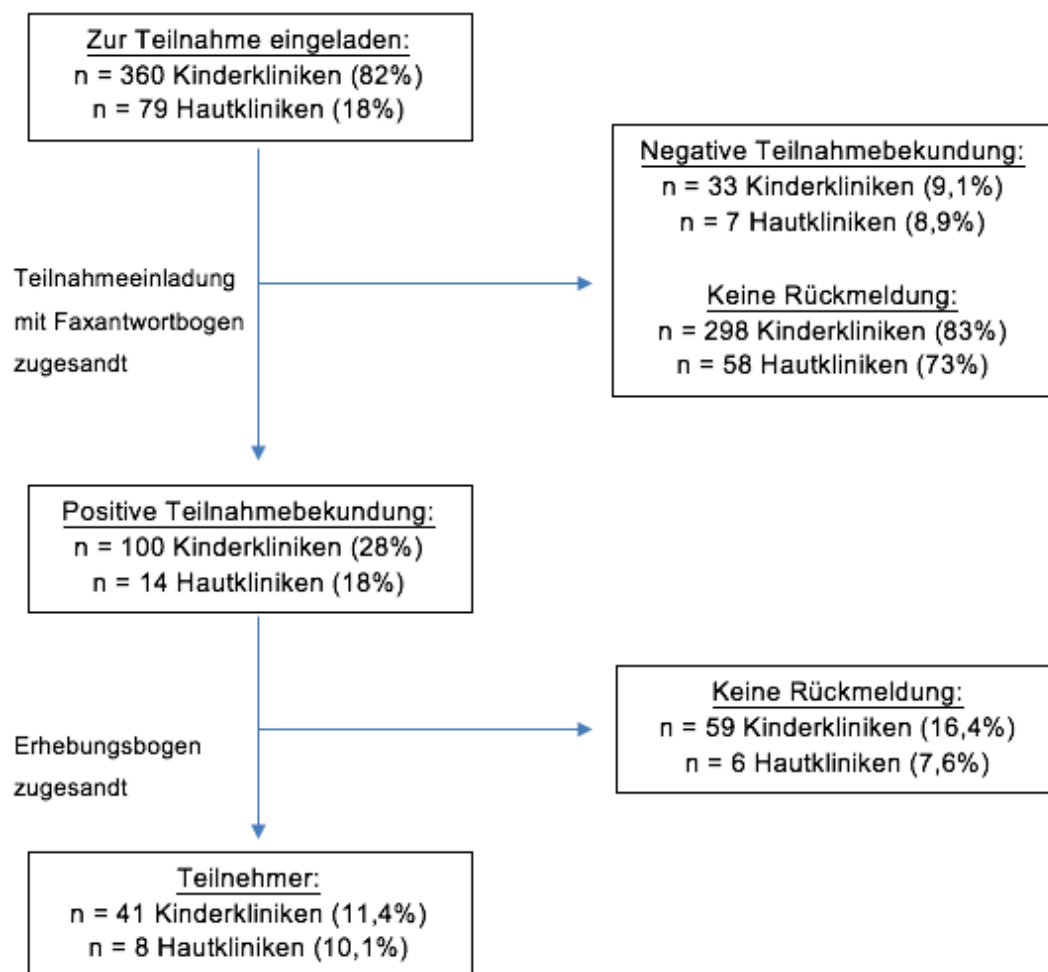 Zur Teilnahme eingeladen:
n = 360 Kinderkliniken (82%)
n = 79 Hautkliniken (18%)
Negative Teilnahmebekundung:
n = 33 Kinderkliniken (9,1%)
n = 7 Hautkliniken (8,9%)
Keine Rückmeldung:
n = 298 Kinderkliniken (83%)
n = 58 Hautkliniken (73%)
Teilnahmeeinladung
mit Faxantwortbogen
zugesandt
Positive Teilnahmebekundung:
n = 100 Kinderkliniken (28%)
n = 14 Hautkliniken (18%)
Keine Rückmeldung:
n = 59 Kinderkliniken (16,4%)
n = 6 Hautkliniken (7,6%)
Erhebungsbogen
zugesandt
Teilnehmer:
n = 41 Kinderkliniken (11,4%)
n = 8 Hautkliniken (10,1%)